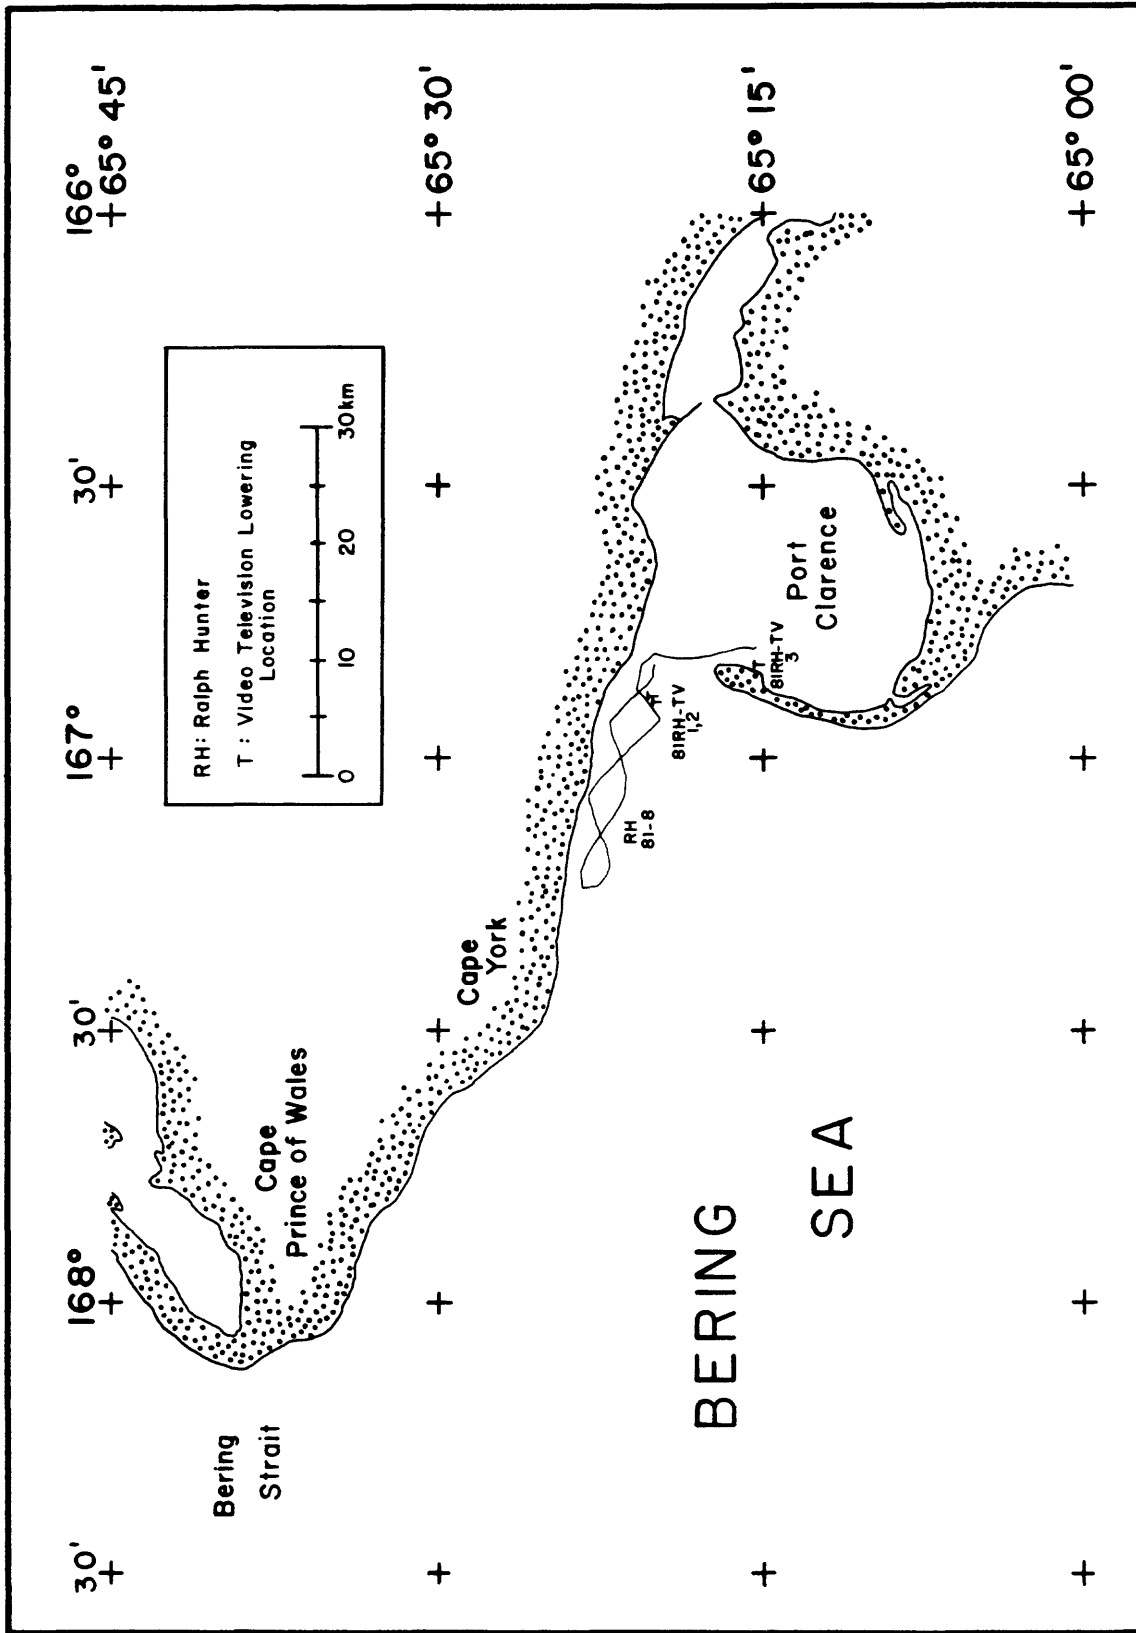 30'
168°
30'
167°
30'
166°
65° 45'
65° 30'
65° 15'
65° 00'
RH: Ralph Hunter
T : Video Television Lowering
Location
0
10
20
30km
Bering
Strait
Cape
Prince of Wales
Cape
York
RH
81-8
81RH-TV
1,2
81RH-TV
3
T
Port
Clarence
BERING
SEA